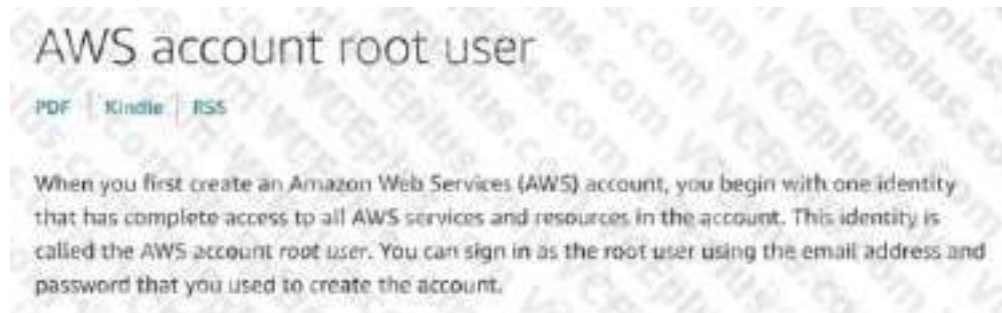 AWS account root user
PDF | Kindle | RSS
When you first create an Amazon Web Services (AWS) account, you begin with one identity
that has complete access to all AWS services and resources in the account. This identity is
called the AWS account root user. You can sign in as the root user using the email address and
password that you used to create the account.